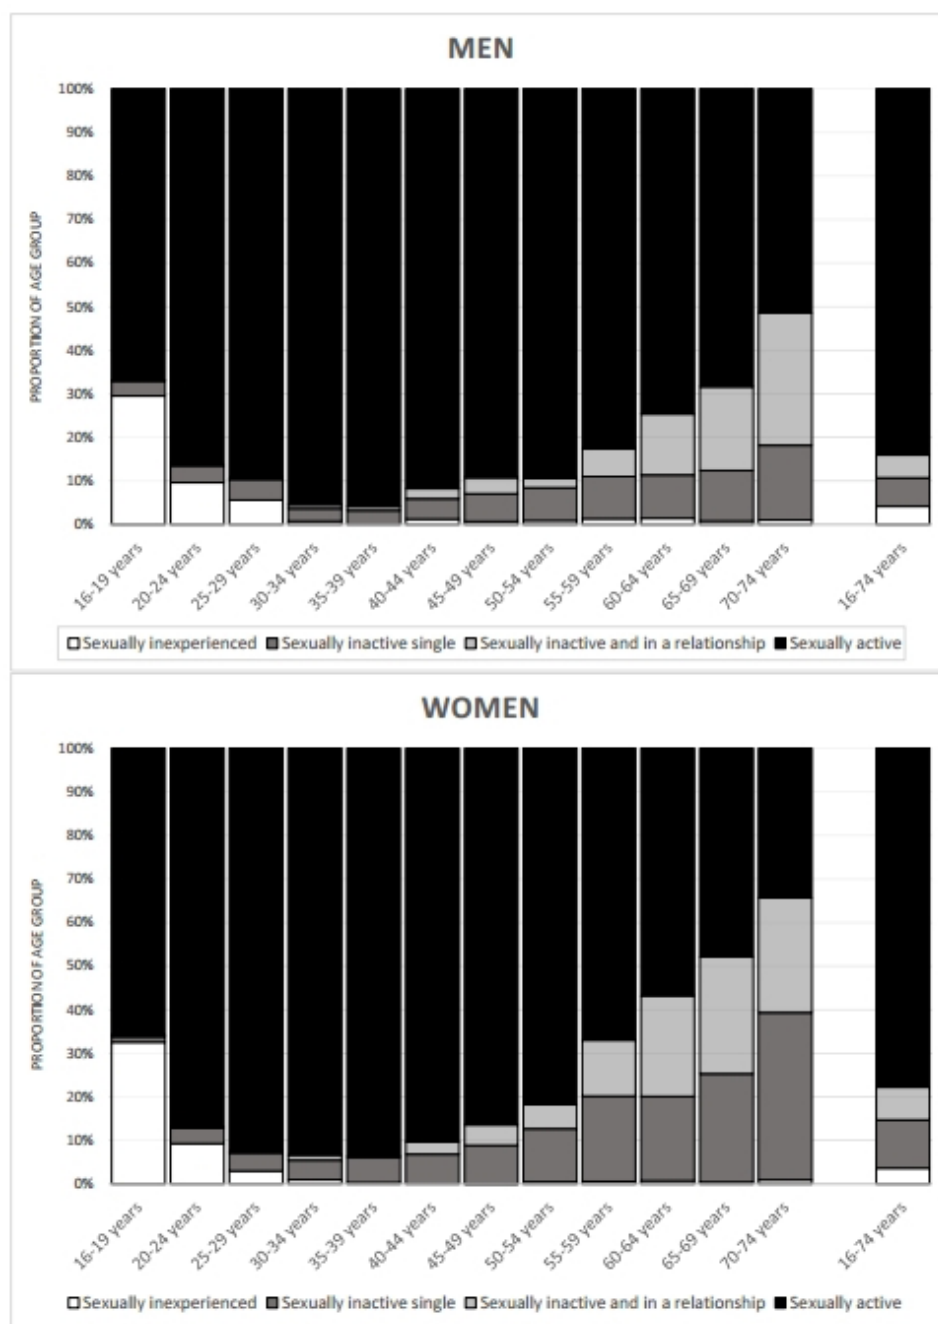 MEN
PROPORTION OF AGE GROUP
100%
90%
80%
70%
60%
50%
40%
30%
20%
10%
0%
16-19 years
20-24 years
25-29 years
30-34 years
35-39 years
40-44 years
45-49 years
50-54 years
55-59 years
60-64 years
65-69 years
70-74 years
16-74 years
Sexually inexperienced Sexually inactive single Sexually inactive and in a relationship Sexually active
WOMEN
PROPORTION OF AGE GROUP
100%
90%
80%
70%
60%
50%
40%
30%
20%
10%
0%
16-19 years
20-24 years
25-29 years
30-34 years
35-39 years
40-44 years
45-49 years
50-54 years
55-59 years
60-64 years
65-69 years
70-74 years
16-74 years
Sexually inexperienced Sexually inactive single Sexually inactive and in a relationship Sexually active